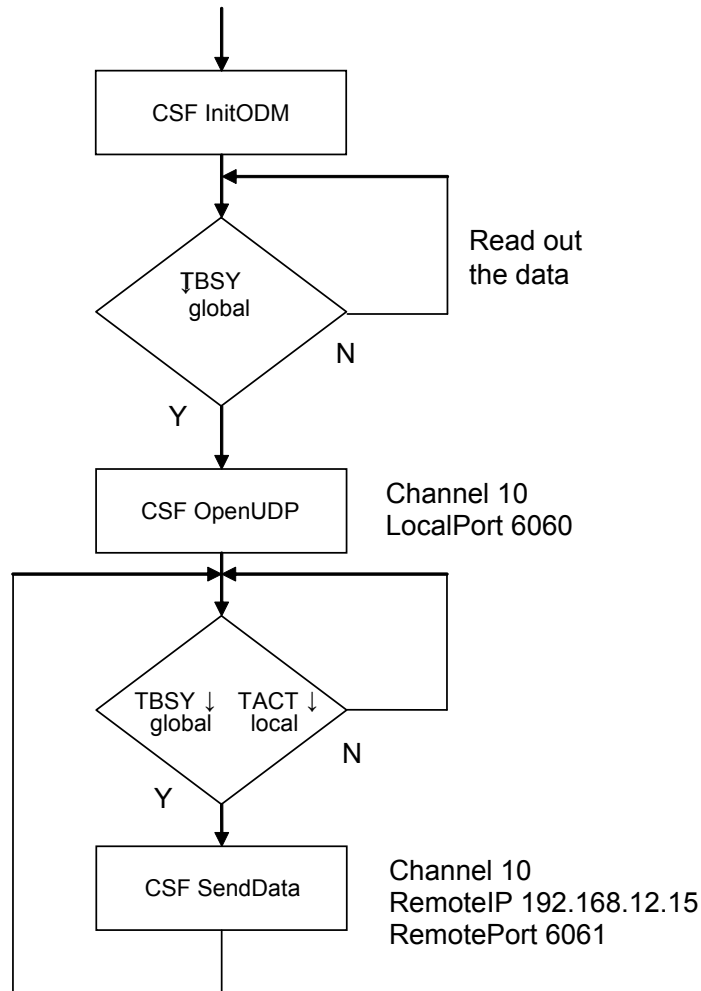 CSF InitODM
Read out
the data
↓TBSY
global
N
Y
CSF OpenUDP
Channel 10
LocalPort 6060
TBSY ↓ TACT ↓
global local
N
Y
CSF SendData
Channel 10
RemoteIP 192.168.12.15
RemotePort 6061